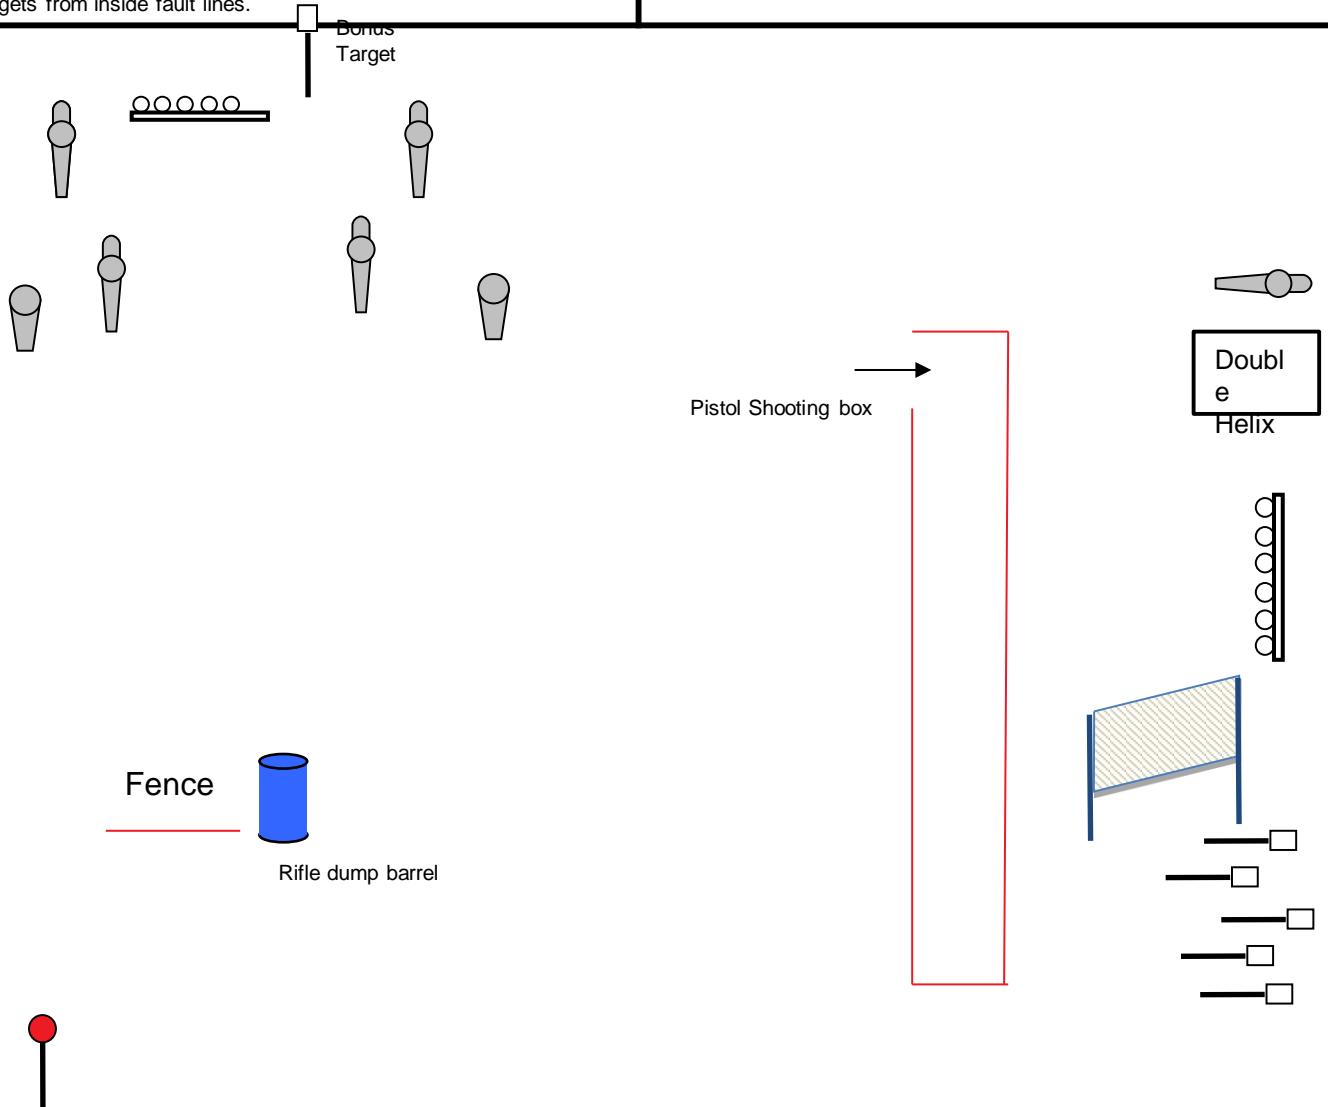 gets from inside fault lines.
Bonus
Target
Doubl
e
Helix
Pistol Shooting box
Fence
Rifle dump barrel